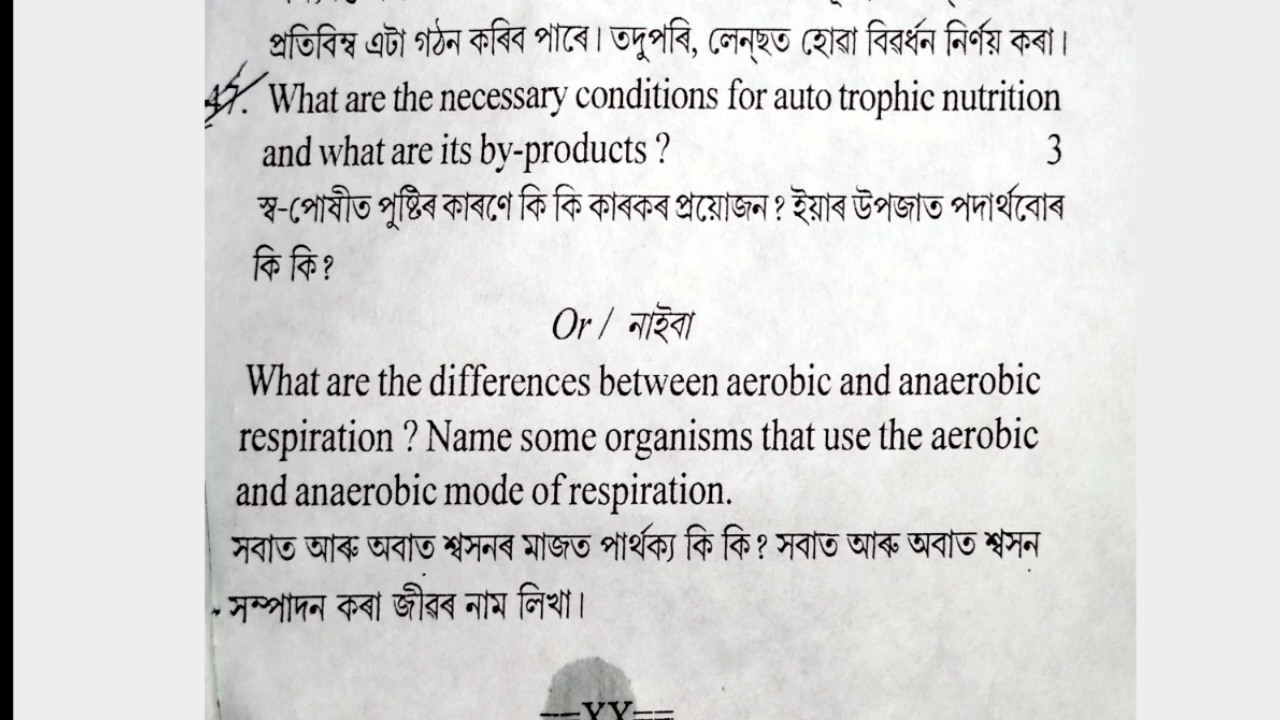 প্ৰতিবিম্ব এটা গঠন কৰিব পাৰে। তদুপৰি, লেন্‌ছত হোৱা বিৱৰ্ধন নিৰ্ণয় কৰা।
47. What are the necessary conditions for auto trophic nutrition
and what are its by-products ? 3
স্ব-পোষীত পুষ্টিৰ কাৰণে কি কি কাৰকৰ প্ৰয়োজন? ইয়াৰ উপজাত পদাৰ্থবোৰ
কি কি?
Or / নাইবা
What are the differences between aerobic and anaerobic
respiration ? Name some organisms that use the aerobic
and anaerobic mode of respiration.
সবাত আৰু অবাত শ্বসনৰ মাজত পাৰ্থক্য কি কি? সবাত আৰু অবাত শ্বসন
সম্পাদন কৰা জীৱৰ নাম লিখা।
==XX==